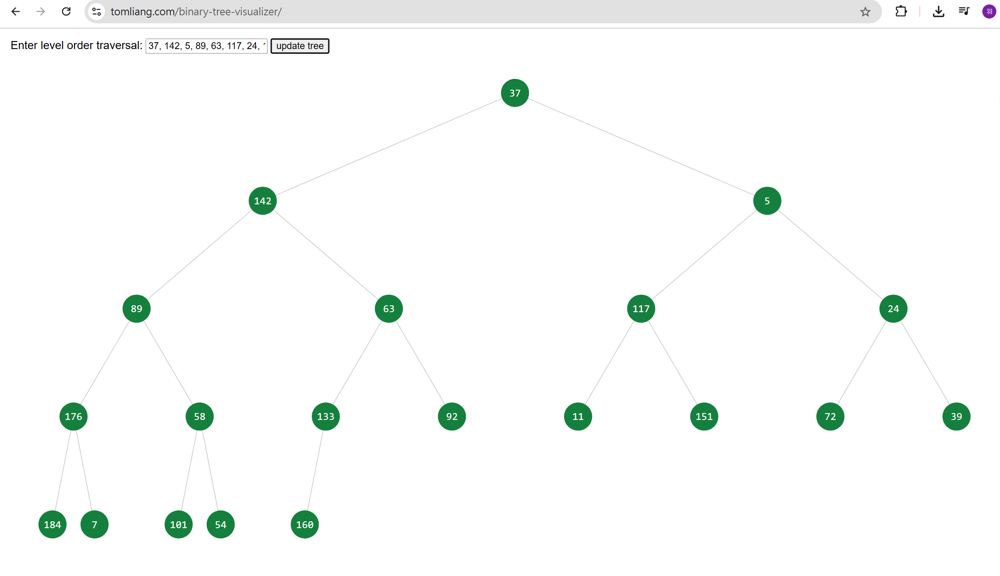 tomliang.com/binary-tree-visualizer/
羽
Enter level order traversal: 37, 142, 5, 89, 63, 117, 24, update tree
37
142 5
89 63 117 24
176 58 133 92 11 151 72 39
184 7 101 54 160